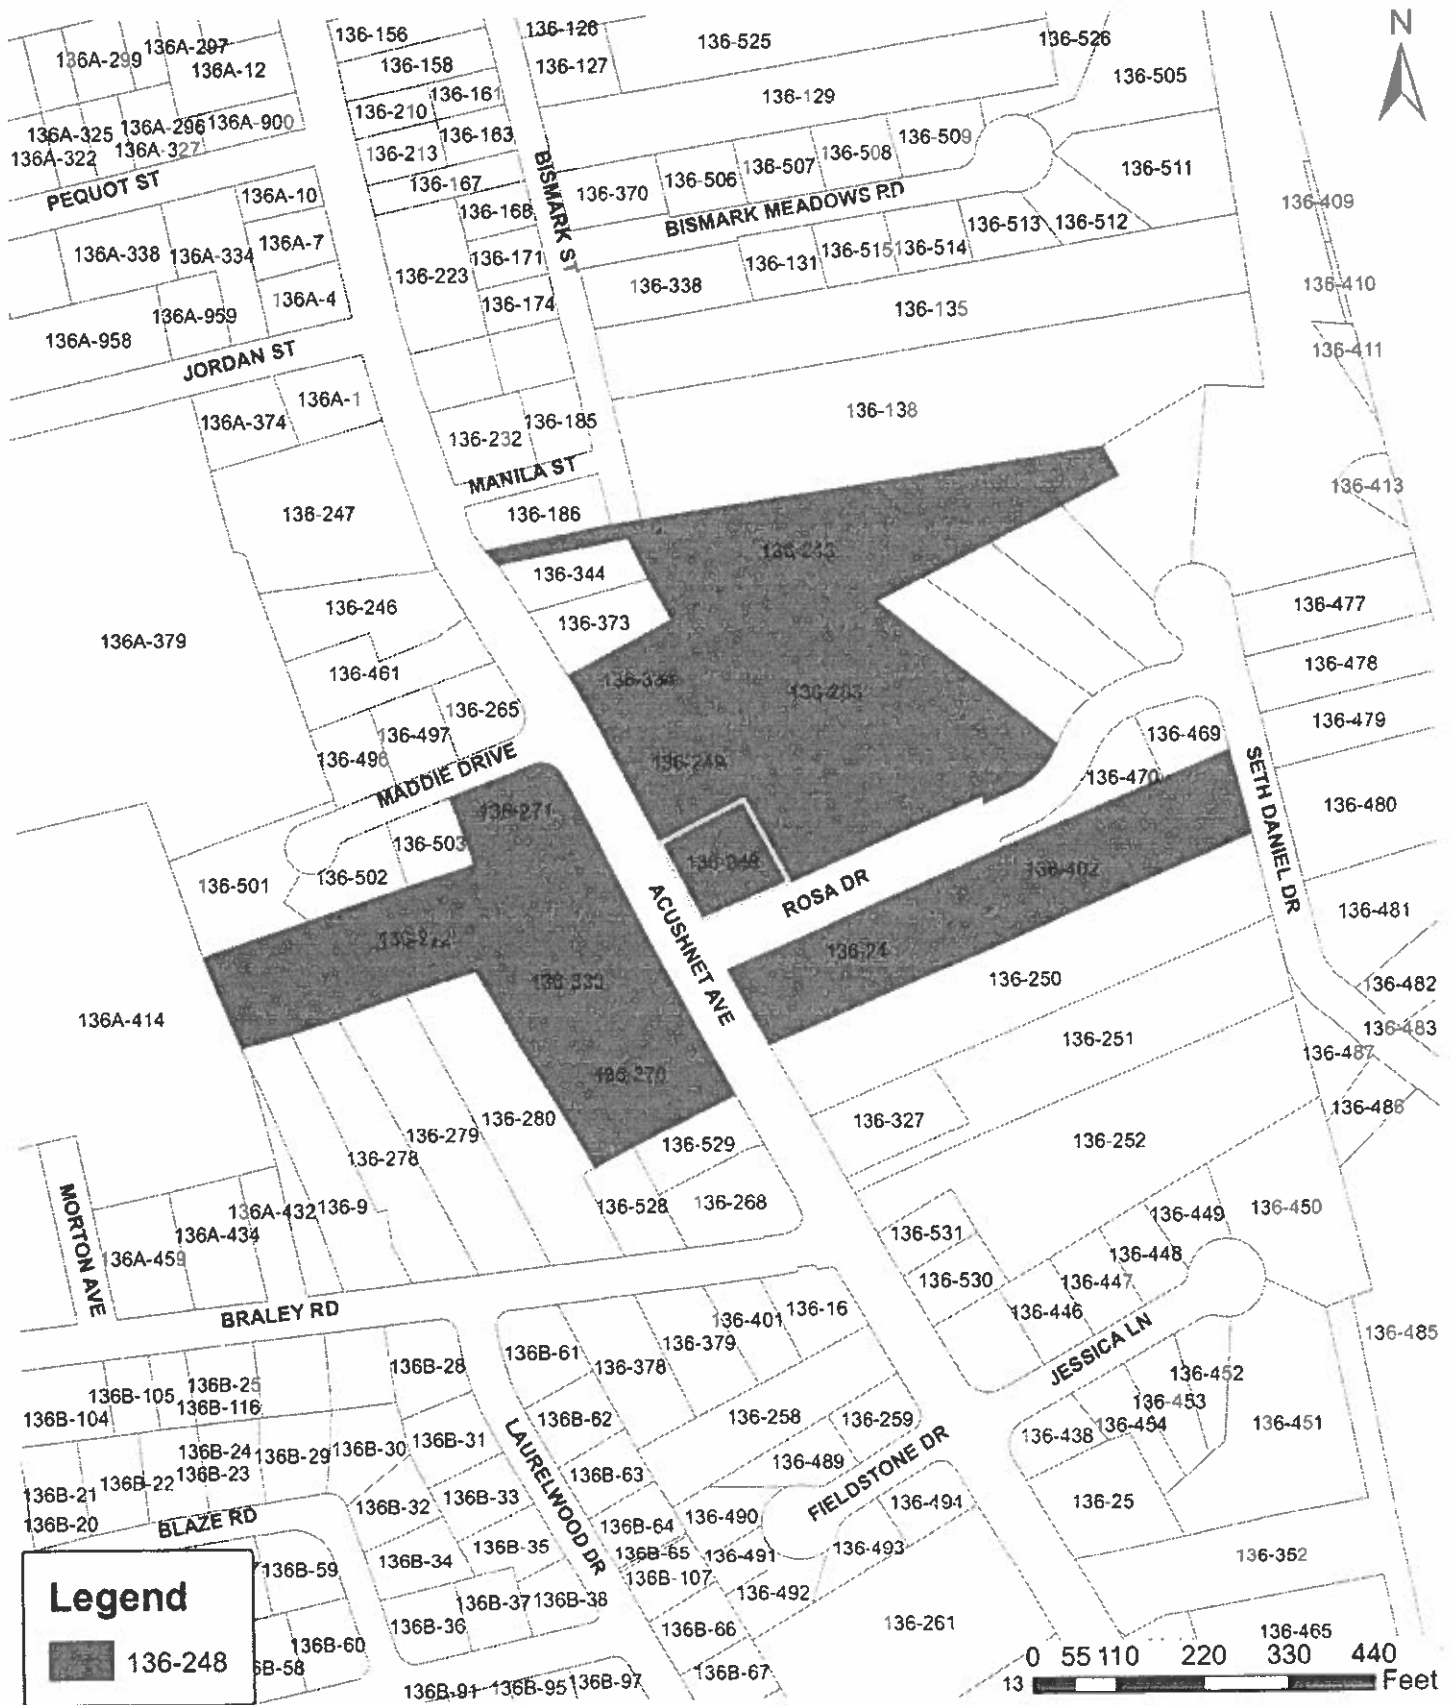 N
136A-299
136A-297
136A-12
136-156
136-158
136-126
136-127
136-525
136-526
136-505
136-161
136-210
136-129
136A-325
136A-296
136A-900
136A-322
136A-327
136-213
136-163
136-167
136-509
136-508
136-507
136-506
136-370
136-511
PEQUOT ST
BISMARK ST
BISMARK MEADOWS RD
136A-10
136-168
136-409
136A-338
136A-334
136A-7
136-223
136-171
136-174
136-338
136-131
136-515
136-514
136-513
136-512
136-410
136A-4
136A-959
136A-958
136-135
136-411
JORDAN ST
136A-374
136A-1
136-232
136-185
136-138
MANILA ST
136-413
136-247
136-186
136-243
136-344
136-373
136-246
136A-379
136-461
136-477
136-478
136-283
136-265
136-497
136-496
136-469
136-479
136-470
MADDIE DRIVE
136-271
136-503
136-502
136-501
SETH DANIEL DR
136-480
136-402
ROSA DR
ACUSHNET AVE
136-481
136-24
136-250
136-333
136A-414
136-482
136-483
136-487
136-251
136-270
136-486
136-280
136-279
136-278
136-529
136-327
136-252
136-528
136-268
MORTON AVE
136A-432
136-9
136A-434
136A-459
136-531
136-530
136-449
136-450
136-448
136-447
136-446
BRALEY RD
JESSICA LN
136-485
136-401
136-16
136-379
136-378
136B-61
136B-28
136B-25
136B-105
136B-116
136B-104
136-452
136-453
136-454
136-438
136-451
136B-62
136-258
136-259
136-489
136B-24
136B-29
136B-30
136B-31
136B-23
136B-22
136B-21
136B-20
136B-63
LAURELWOOD DR
FIELDSTONE DR
136-494
136-25
136B-32
136B-33
BLAZE RD
136B-64
136-490
136B-65
136-491
136-493
136B-107
136-492
136-352
136B-59
136B-34
136B-35
136B-37
136B-38
136B-36
136B-66
136-261
136-465
136B-60
136B-67
136B-91
136B-95
136B-97
Legend
136-248
0 55 110 220 330 440
13
Feet